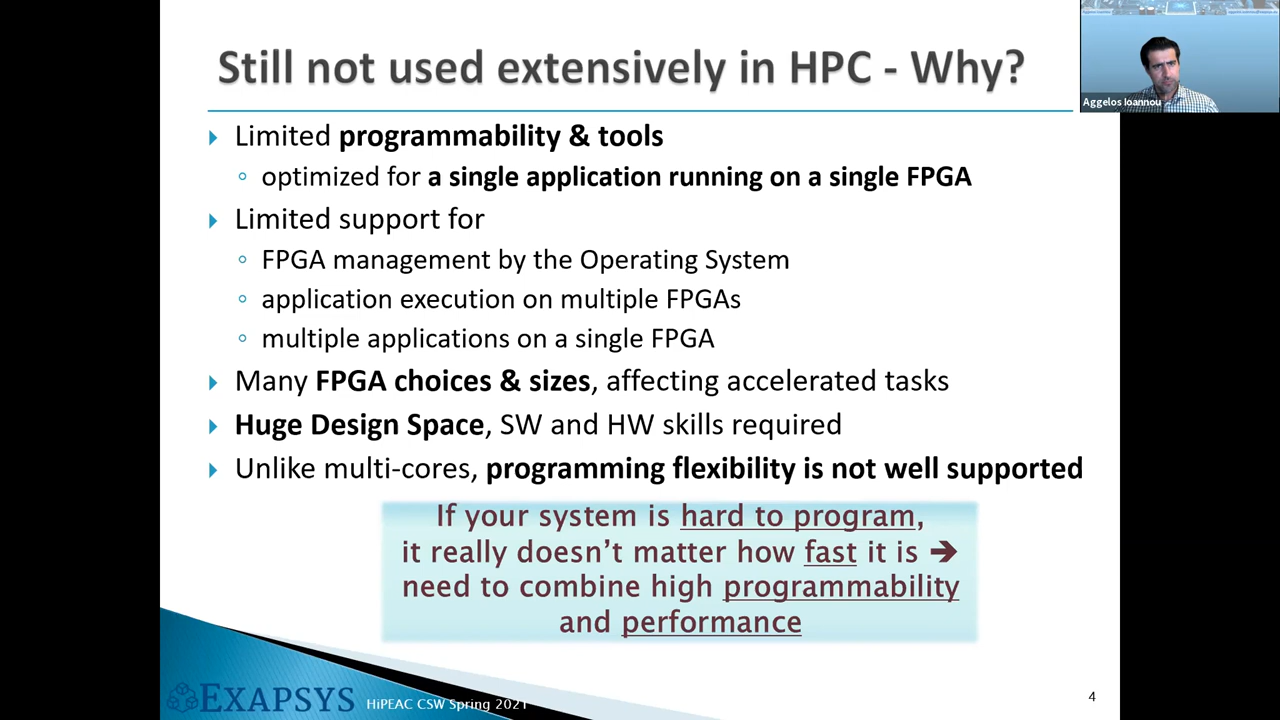 Still not used extensively in HPC - Why?
Aggelos Ioannou
Limited programmability & tools
optimized for a single application running on a single FPGA
Limited support for
FPGA management by the Operating System
application execution on multiple FPGAs
multiple applications on a single FPGA
Many FPGA choices & sizes, affecting accelerated tasks
Huge Design Space, SW and HW skills required
Unlike multi-cores, programming flexibility is not well supported
If your system is hard to program,
it really doesn’t matter how fast it is ➔
need to combine high programmability
and performance
EXAPSYS
HiPEAC CSW Spring 2021
4